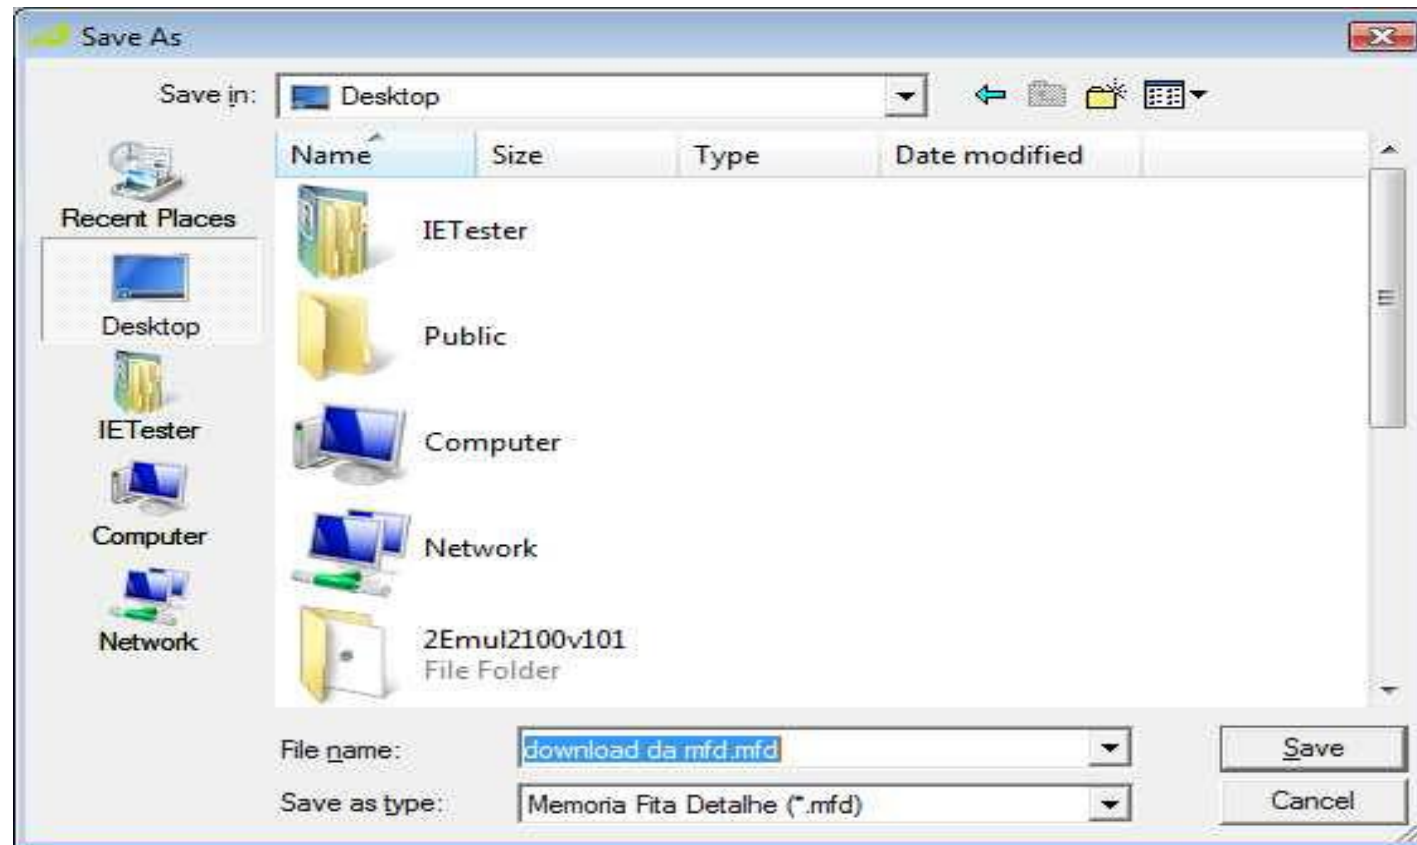 Save As
Save in: Desktop
Name Size Type Date modified
Recent Places
Desktop
IETester
Computer
Network
IETester
Public
Computer
Network
2Emul2100v101
File Folder
File name: download da mfd.mfd
Save
Save as type: Memoria Fita Detalhe (*.mfd)
Cancel